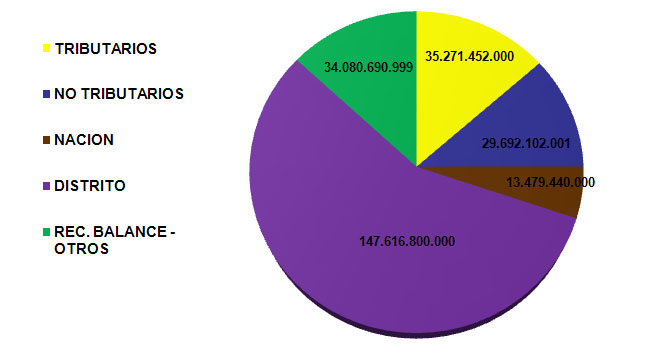 TRIBUTARIOS
NO TRIBUTARIOS
NACION
DISTRITO
REC. BALANCE -
OTROS
34.080.690.999
35.271.452.000
29.692.102.001
13.479.440.000
147.616.800.000